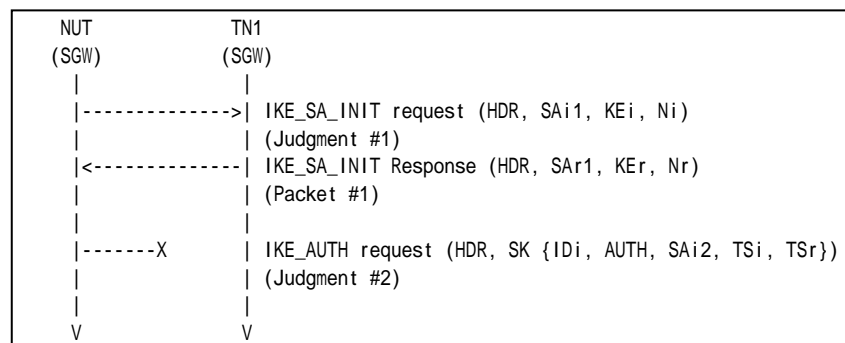 NUT TN1
(SGW) (SGW)
| |
|-------------->| IKE_SA_INIT request (HDR, SAi1, KEi, Ni)
| | (Judgment #1)
|<--------------| IKE_SA_INIT Response (HDR, SAr1, KEr, Nr)
| | (Packet #1)
| |
|-------X | IKE_AUTH request (HDR, SK {IDi, AUTH, SAi2, TSi, TSr})
| | (Judgment #2)
| |
V V